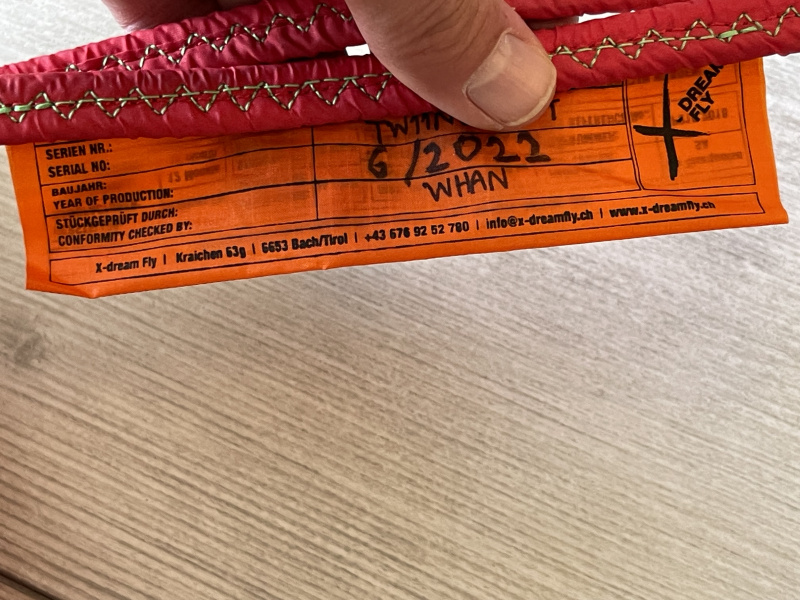 SERIEN NR.:
SERIAL NO:
BAUJAHR:
YEAR OF PRODUCTION:
6/2021
STÜCKGEPRÜFT DURCH:
CONFORMITY CHECKED BY:
WHAN
X-dream Fly | Kraichen 63g | 6653 Bach/Tirol | +43 676 92 52 780 | info@x-dreamfly.ch | www.x-dreamfly.ch
X
DREAM
FLY